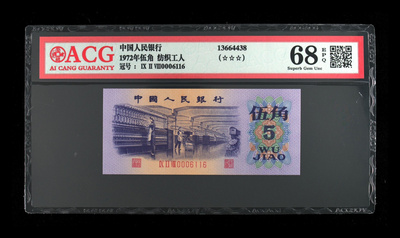 ACG
AI CANG GUARANTY
中国人民银行
1972年伍角 纺织工人
冠号： IX II VIII0006116
13664438
(☆☆☆)
68 EPQ
Superb Gem Unc
中国人民银行
伍角
5
WU
JIAO
IX II VIII 0006116